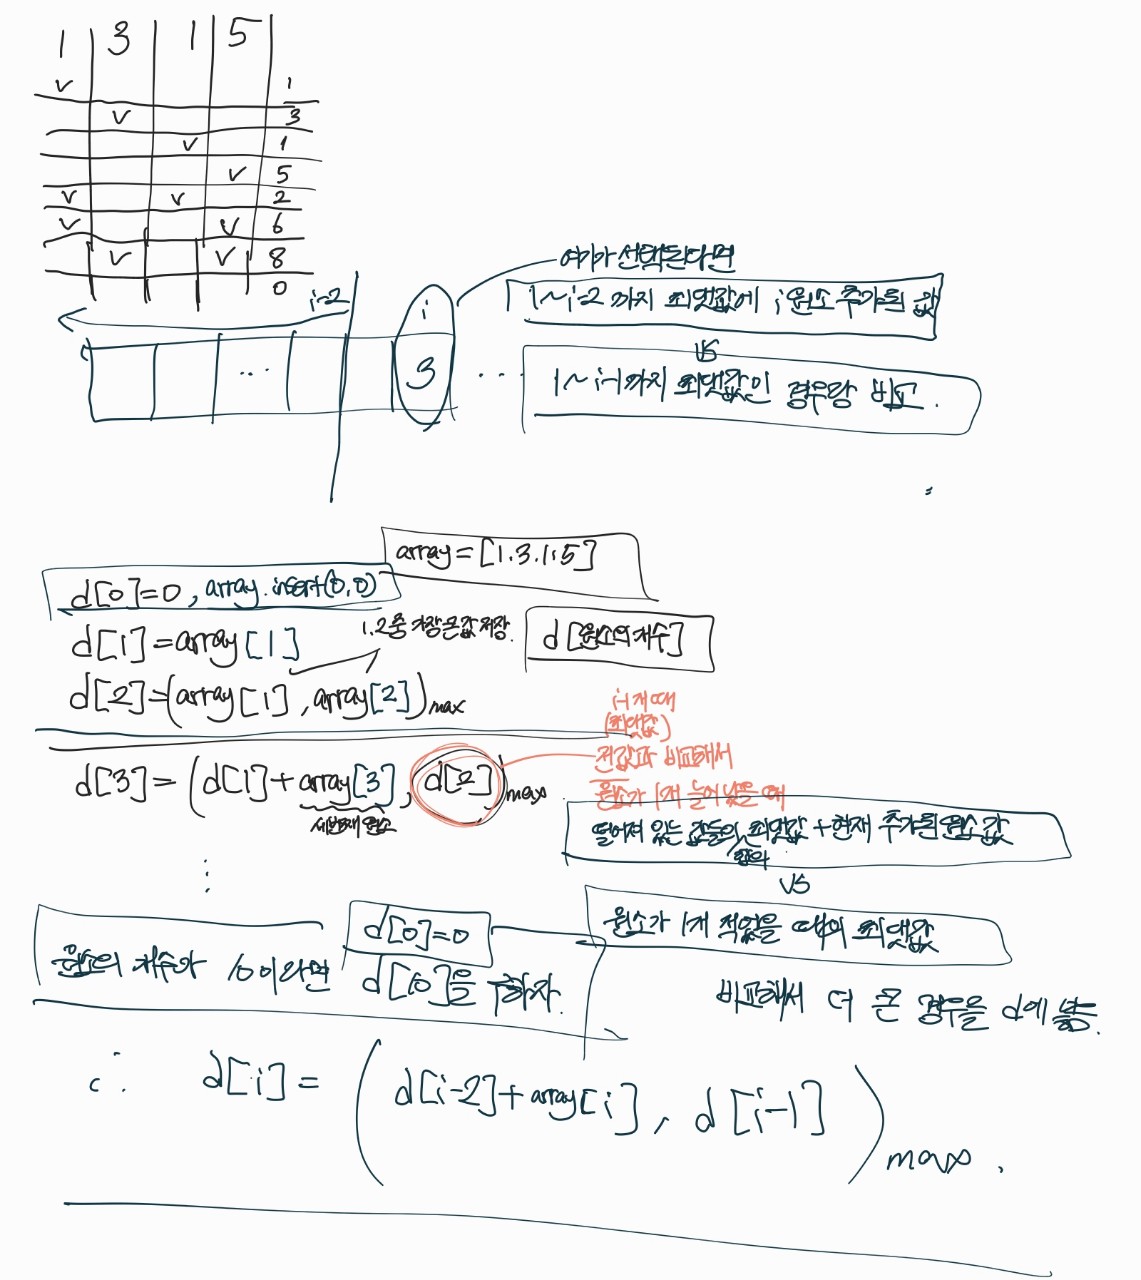 1 3 1 5
v 1
v 3
v 1
v 5
v v 2
v v 6
v v 8
0
여기가 선택된다면
i-2
i
1~i-2 까지 최댓값에 i 원소 추가된 값
vs
3
...
...
1~i-1까지 최댓값인 경우랑 비교.
array = [1.3.1.5]
d[0]=0, array.insert(0,0)
1.2중 가장 큰 값 저장.
d[원소의 개수]
d[1]=array[1]
d[2]=(array[1], array[2])max
i-1개 때
(최댓값)
전값과 비교해서
원소가 1개 늘어났을 때
d[3]= (d[1]+array[3], d[2])max
세번째 원소
떨어져 있는 값들의 최댓값 + 현재 추가된 원소 값
합의
vs
원소가 1개 적었을 때의 최댓값
원소의 개수가 10이라면
d[0]=0
d[10]을 구하자.
비교해서 더 큰 경우를 d에 넣음.
∴ d[i] = (d[i-2]+array[i], d[i-1])max.